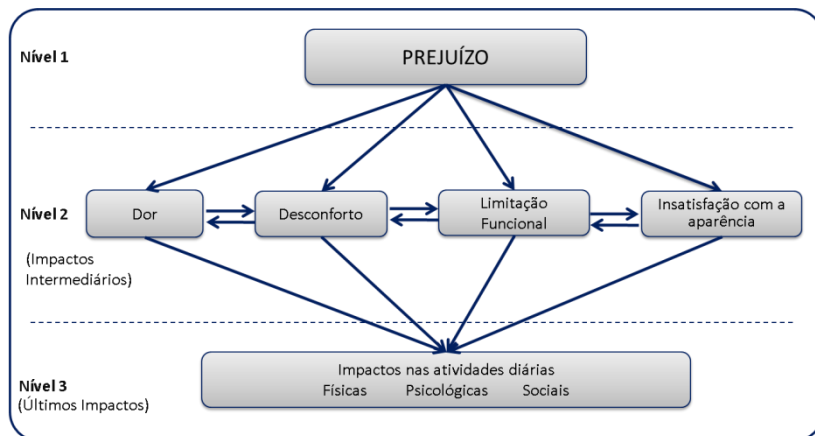 Nível 1
PREJUÍZO
Nível 2
(Impactos
Intermediários)
Dor
Desconforto
Limitação
Funcional
Insatisfação com a
aparência
Nível 3
(Últimos Impactos)
Impactos nas atividades diárias
Físicas Psicológicas Sociais